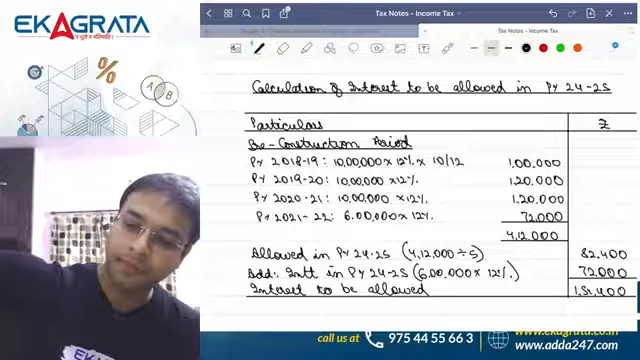 EKAGRATA
Tax Notes - Income Tax
%
A
B
Calculation of Interest to be allowed in PY 24-25
Particulars ₹
Pre-Construction Period
PY 2018-19: 10,00,000 x 12% x 10/12 1,00,000
PY 2019-20: 10,00,000 x 12% 1,20,000
PY 2020-21: 10,00,000 x 12% 1,20,000
PY 2021-22: 6,00,000 x 12% 72,000
4,12,000
Allowed in PY 24-25 (4,12,000 ÷ 5) 82,400
Add: Intt in PY 24-25 (6,00,000 x 12%) 72,000
Interest to be allowed 1,54,400
call us at 975 44 55 66 3
www.ekagrata.com
www.adda247.com